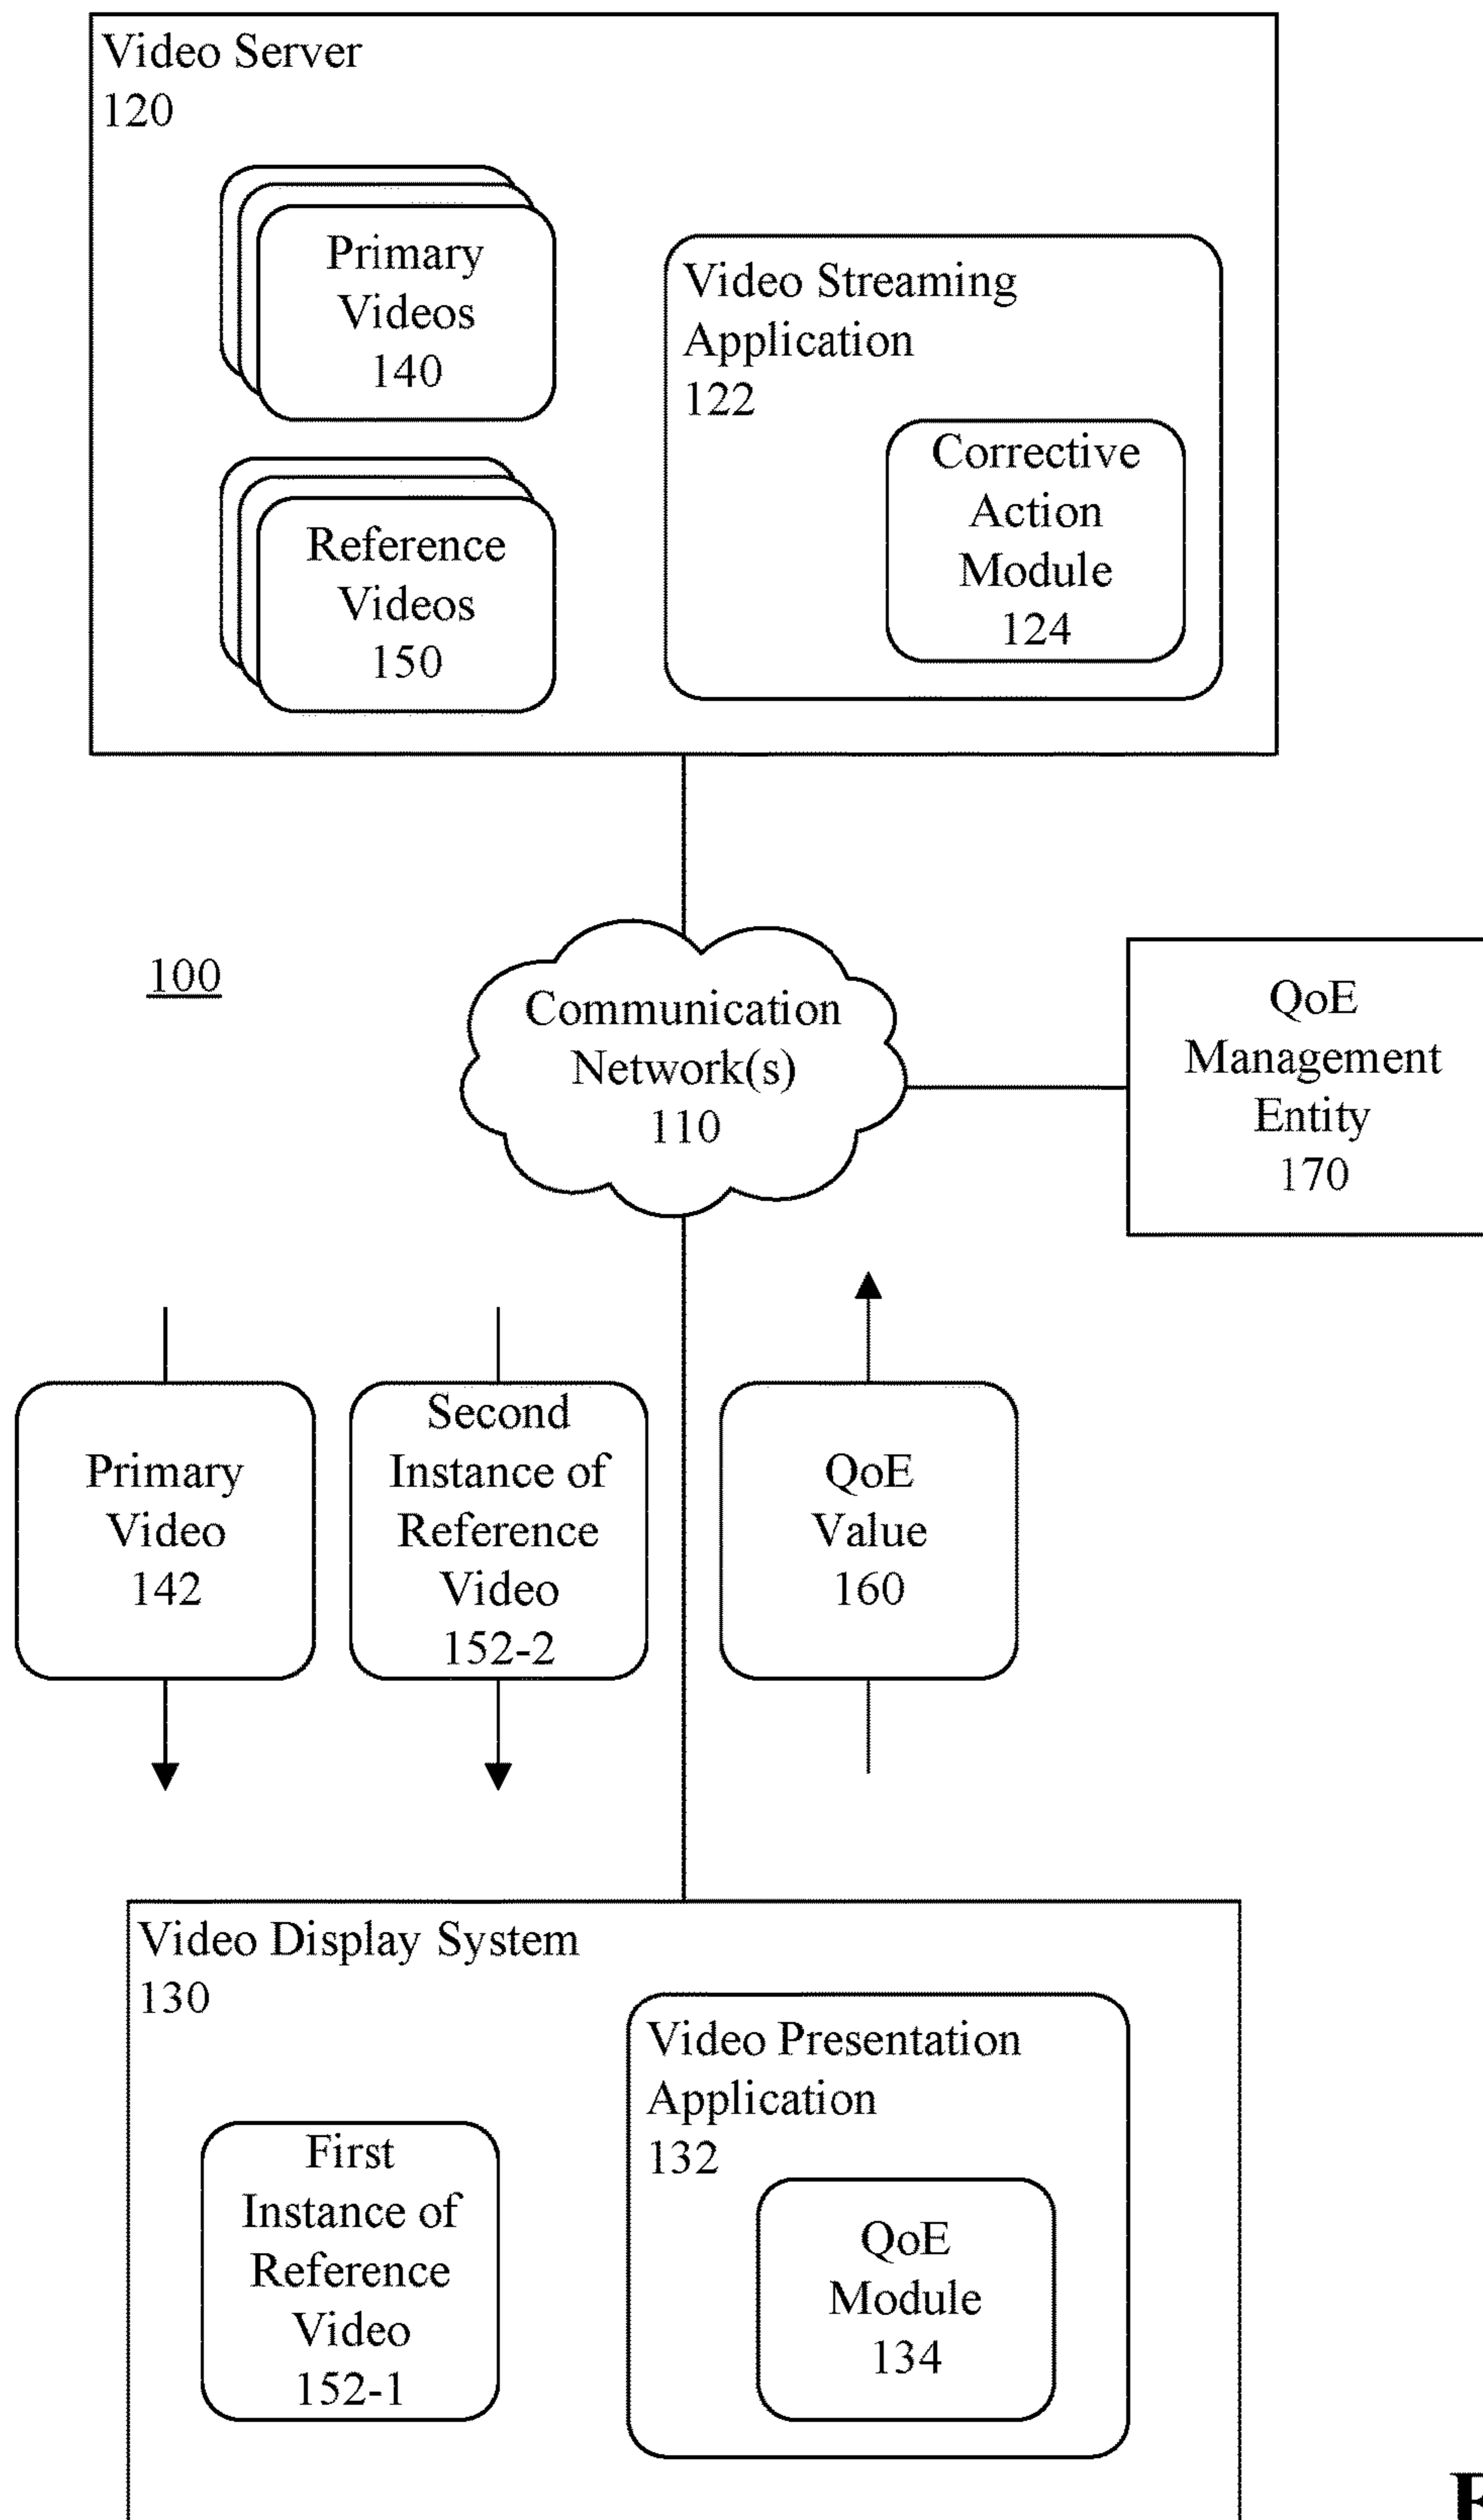 Video Server
120
Primary
Videos
140
Video Streaming
Application
122
Corrective
Action
Module
124
Reference
Videos
150
100
Communication
Network(s)
110
QoE
Management
Entity
170
Primary
Video
142
Second
Instance of
Reference
Video
152-2
QoE
Value
160
Video Display System
130
Video Presentation
Application
132
First
Instance of
Reference
Video
152-1
QoE
Module
134